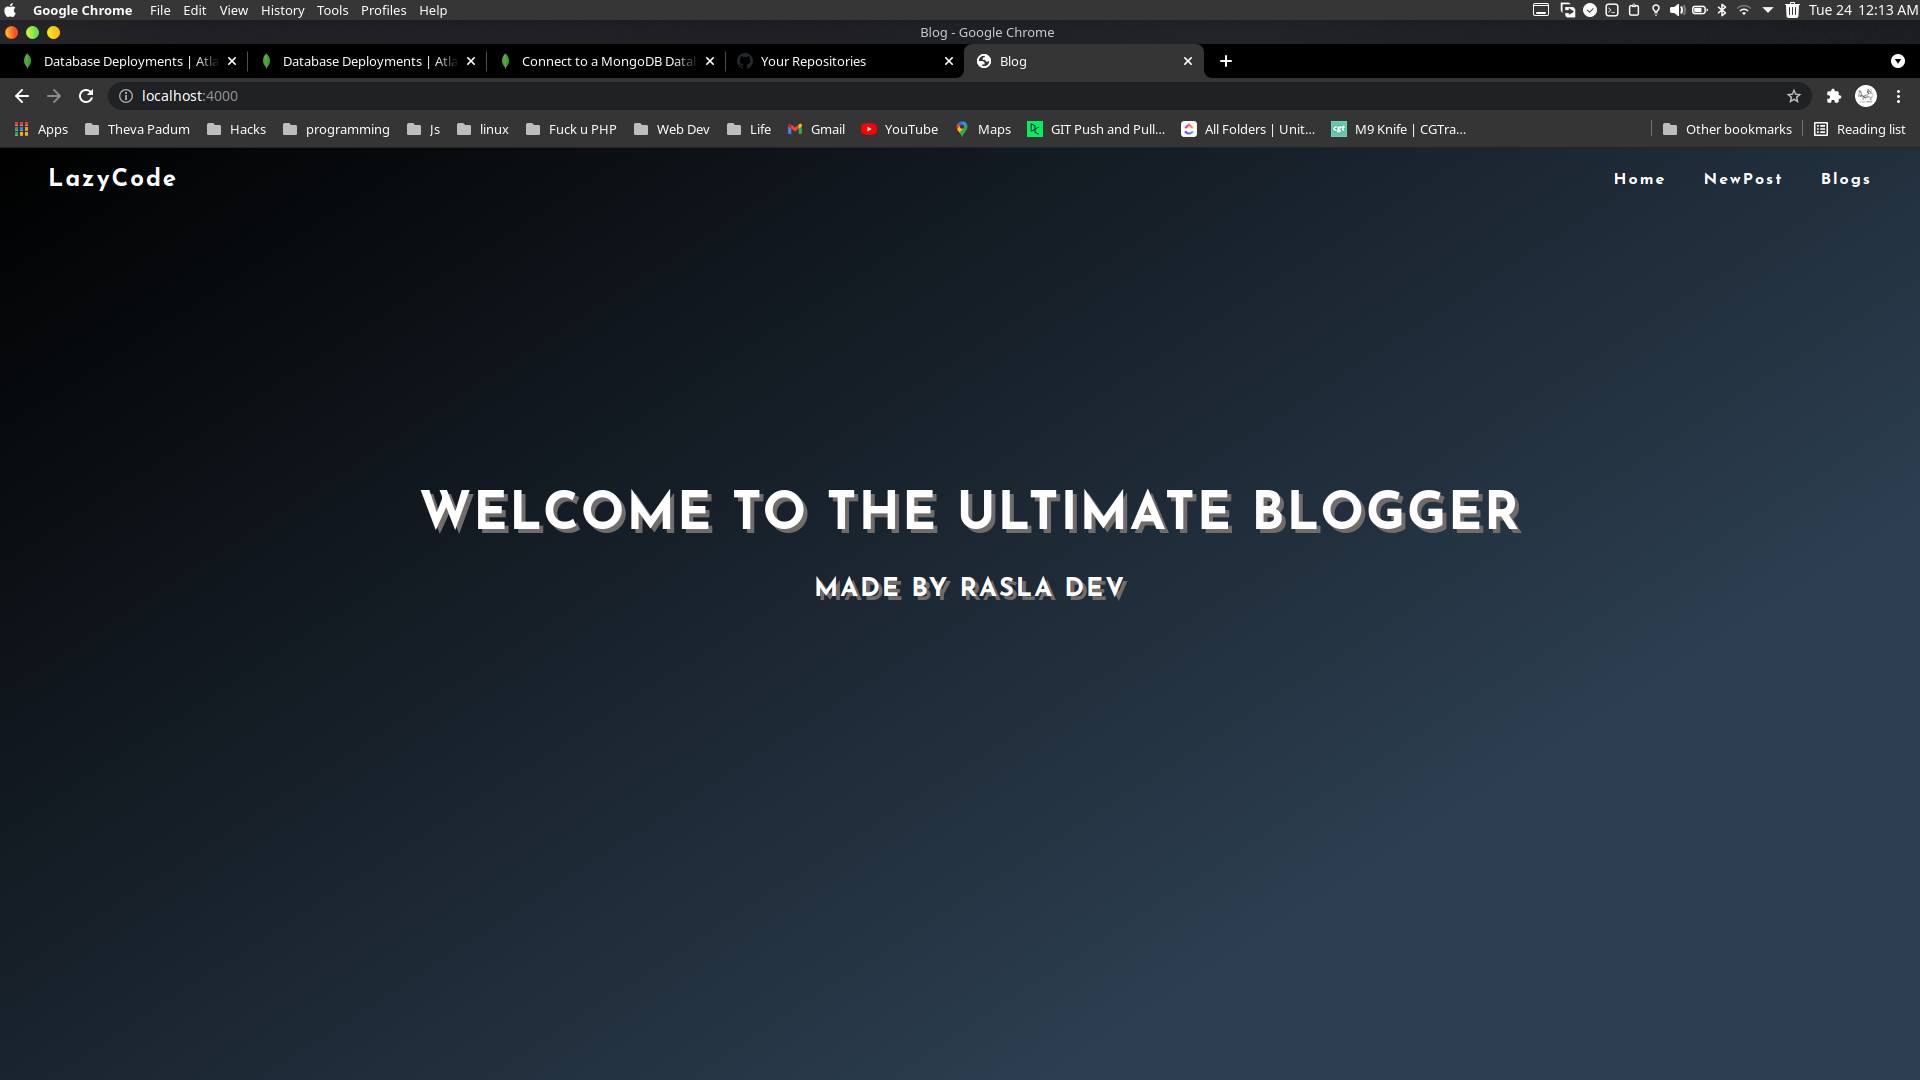 Google Chrome File Edit View History Tools Profiles Help Tue 24 12:13 AM
Blog - Google Chrome
Database Deployments | Atla Database Deployments | Atla Connect to a MongoDB Datal Your Repositories Blog
localhost:4000
Apps Theva Padum Hacks programming Js linux Fuck u PHP Web Dev Life Gmail YouTube Maps GIT Push and Pull... All Folders | Unit... M9 Knife | CGTra... Other bookmarks Reading list
LazyCode Home NewPost Blogs
WELCOME TO THE ULTIMATE BLOGGER
MADE BY RASLA DEV